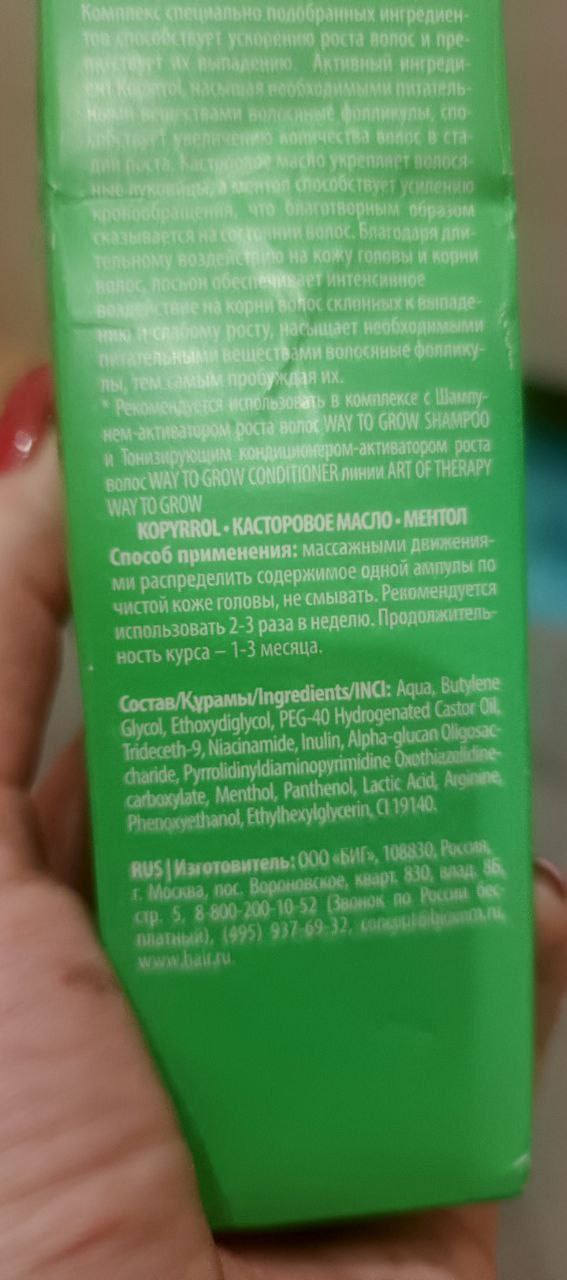 Комплекс специально подобранных ингредиен-
тов способствует ускорению роста волос и пре-
пятствует их выпадению. Активный ингреди-
ент Kopyrrol, насыщая необходимыми питатель-
ными веществами волосяные фолликулы, спо-
собствует увеличению количества волос в ста-
дии роста. Касторовое масло укрепляет волося-
ные луковицы, а ментол способствует усилению
кровообращения, что благотворным образом
сказывается на состоянии волос. Благодаря дли-
тельному воздействию на кожу головы и корни
волос, лосьон обеспечивает интенсивное
воздействие на корни волос склонных к выпаде-
нию и слабому росту, насыщает необходимыми
питательными веществами волосяные фоллику-
лы, тем самым пробуждая их.
* Рекомендуется использовать в комплексе с Шампу-
нем-активатором роста волос WAY TO GROW SHAMPOO
и Тонизирующим кондиционером-активатором роста
волос WAY TO GROW CONDITIONER линии ART OF THERAPY
WAY TO GROW
KOPYRROL • КАСТОРОВОЕ МАСЛО • МЕНТОЛ
Способ применения: массажными движения-
ми распределить содержимое одной ампулы по
чистой коже головы, не смывать. Рекомендуется
использовать 2-3 раза в неделю. Продолжитель-
ность курса – 1-3 месяца.
Состав/Құрамы/Ingredients/INCI: Aqua, Butylene
Glycol, Ethoxydiglycol, PEG-40 Hydrogenated Castor Oil,
Trideceth-9, Niacinamide, Inulin, Alpha-glucan Oligosac-
charide, Pyrrolidinyldiaminopyrimidine Oxothiazolidine-
carboxylate, Menthol, Panthenol, Lactic Acid, Arginine,
Phenoxyethanol, Ethylhexylglycerin, CI 19140.
RUS | Изготовитель: ООО «БИГ», 108830, Россия,
г. Москва, пос. Вороновское, кварт. 830, влад. 8Б,
стр. 5, 8-800-200-10-52 (Звонок по России бес-
платный), (495) 937-69-32,
www.hair.ru.